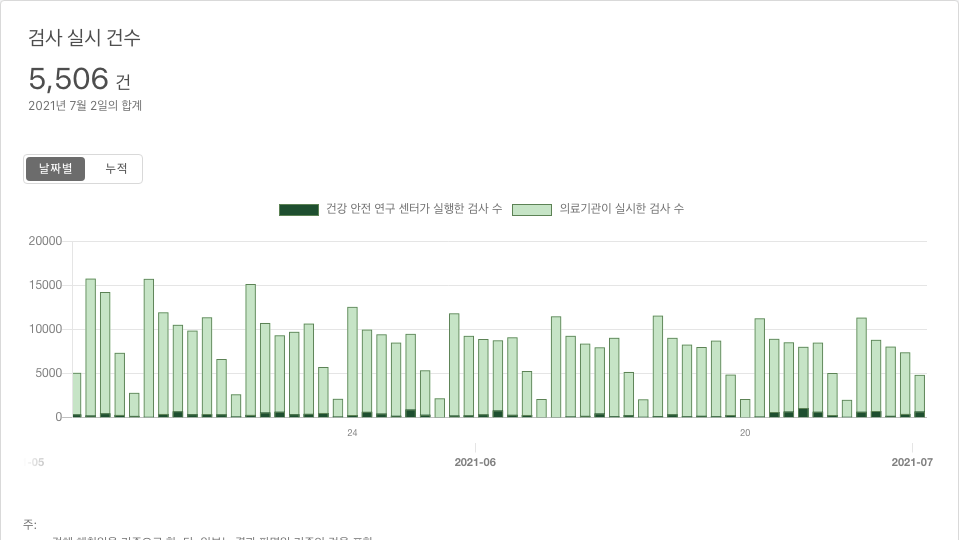 검사 실시 건수
5,506 건
2021년 7월 2일의 합계
날짜별 누적
건강 안전 연구 센터가 실행한 검사 수 의료기관이 실시한 검사 수
20000
15000
10000
5000
0
24 20
-05 2021-06 2021-07
주: